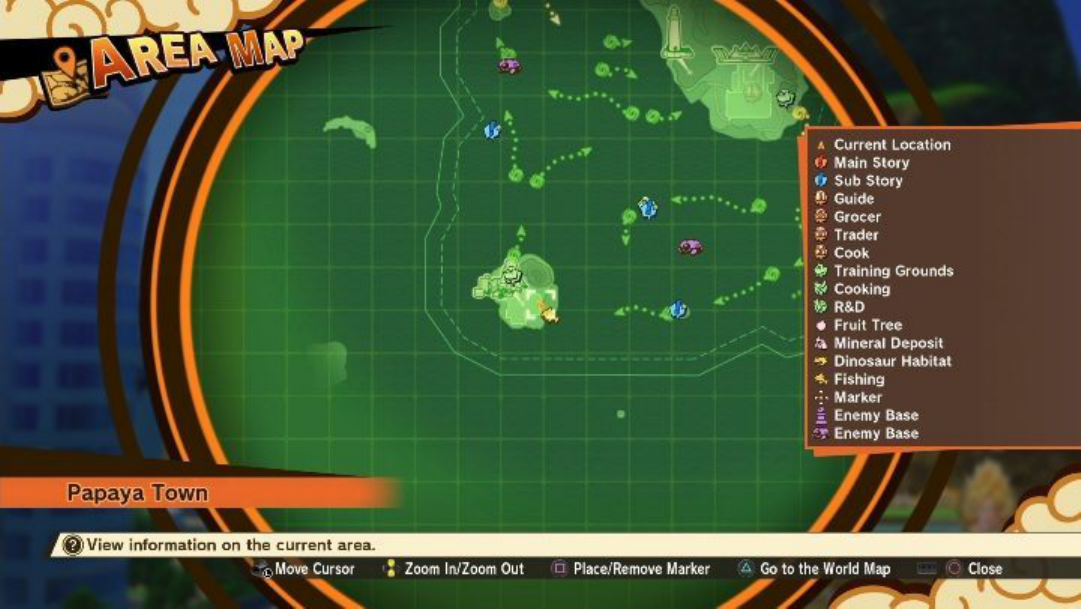 AREA MAP
Current Location
Main Story
Sub Story
Guide
Grocer
Trader
Cook
Training Grounds
Cooking
R&D
Fruit Tree
Mineral Deposit
Dinosaur Habitat
Fishing
Marker
Enemy Base
Enemy Base
Papaya Town
? View information on the current area.
L Move Cursor Zoom In/Zoom Out Place/Remove Marker Go to the World Map Close